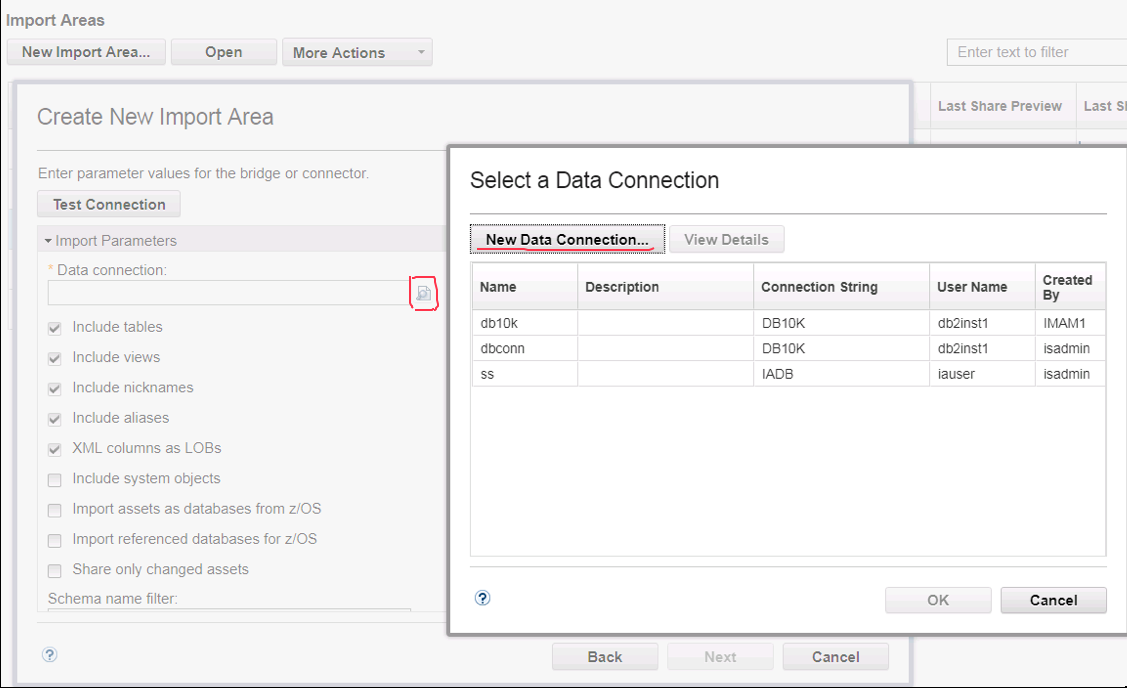 Import Areas
New Import Area... Open More Actions Enter text to filter
Last Share Preview
Create New Import Area
Enter parameter values for the bridge or connector.
Test Connection
Import Parameters
* Data connection:
Include tables
Include views
Include nicknames
Include aliases
XML columns as LOBs
Include system objects
Import assets as databases from z/OS
Import referenced databases for z/OS
Share only changed assets
Schema name filter:
Back Next Cancel
Select a Data Connection
New Data Connection... View Details
Name Description Connection String User Name Created By
db10k DB10K db2inst1 IMAM1
dbconn DB10K db2inst1 isadmin
ss IADB iauser isadmin
OK Cancel